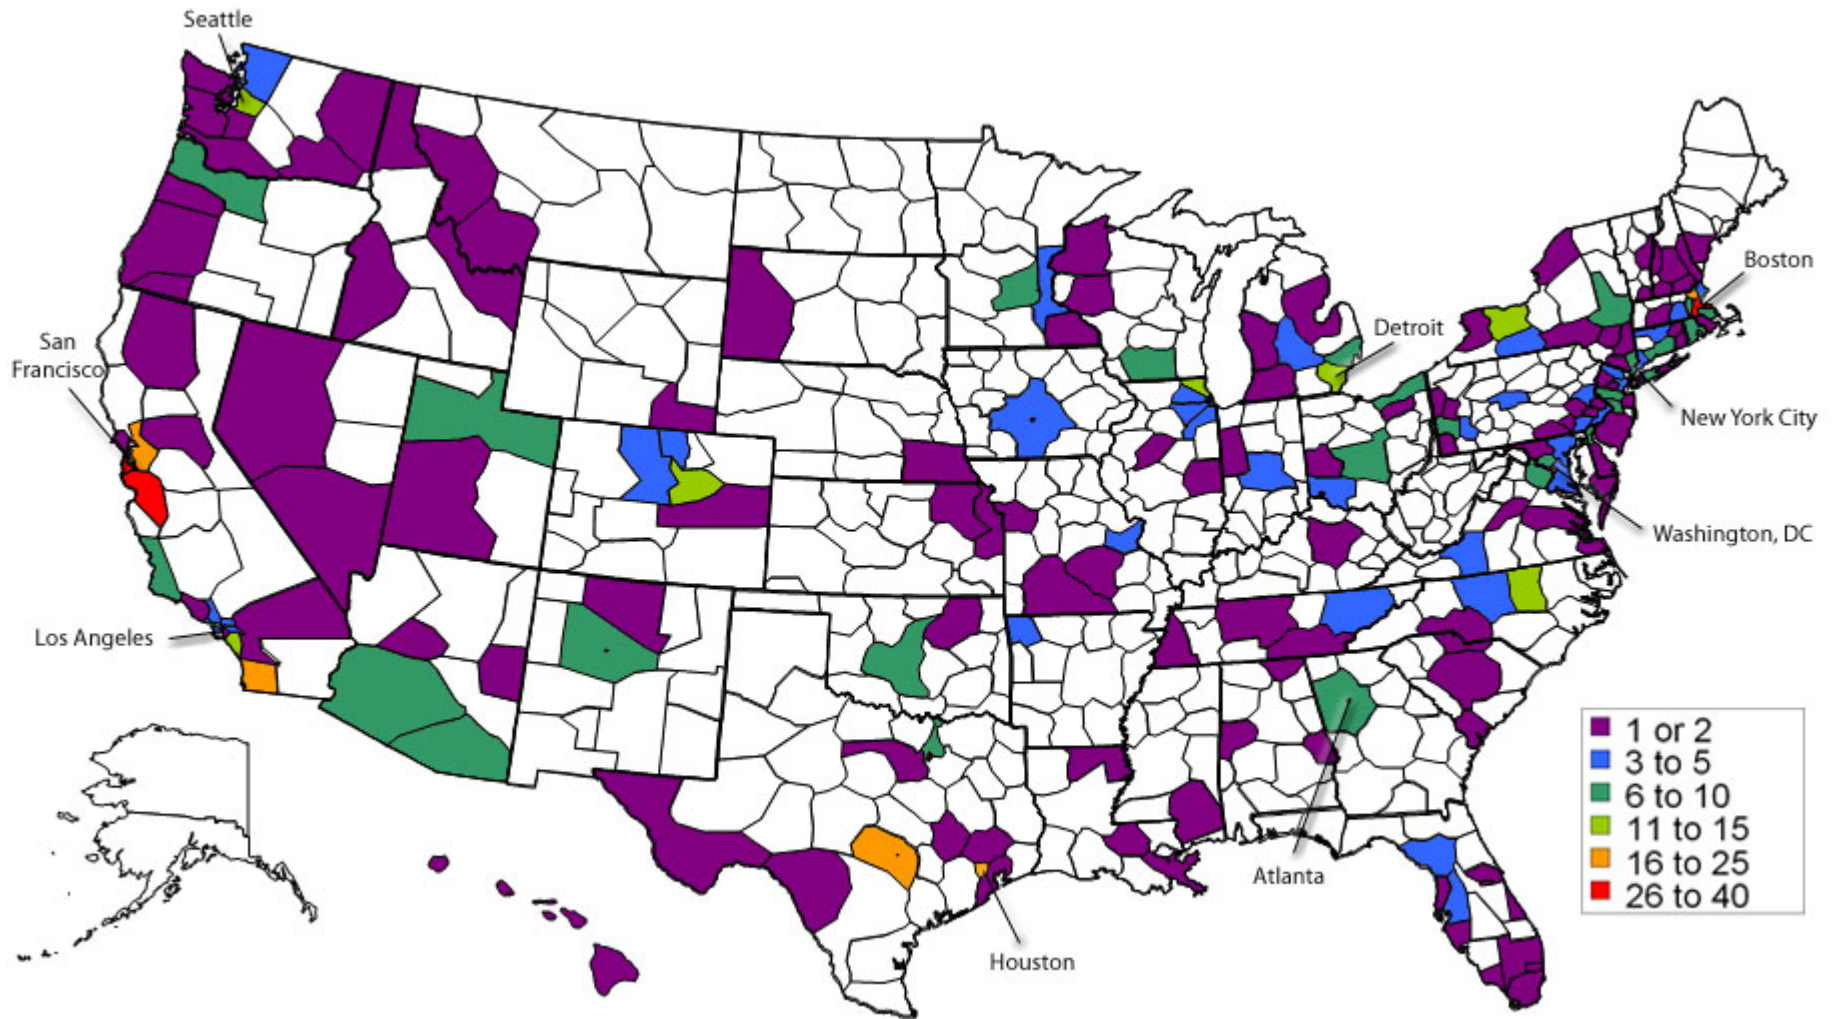 Seattle
Boston
Detroit
San
Francisco
New York City
Washington, DC
Los Angeles
1 or 2
3 to 5
6 to 10
11 to 15
16 to 25
26 to 40
Atlanta
Houston